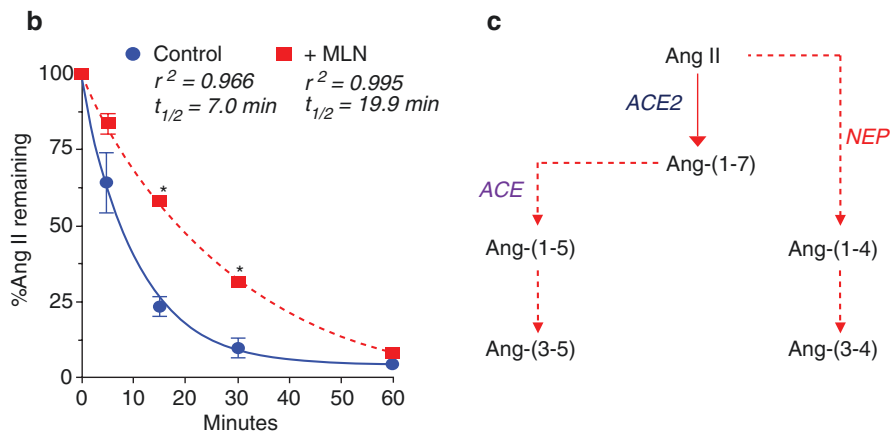 b
Control
r² = 0.966
t1/2 = 7.0 min
+ MLN
r² = 0.995
t1/2 = 19.9 min
%Ang II remaining
100
75
50
25
0
*
*
0 10 20 30 40 50 60
Minutes
c
Ang II
ACE2
NEP
Ang-(1-7)
ACE
Ang-(1-5) Ang-(1-4)
Ang-(3-5) Ang-(3-4)